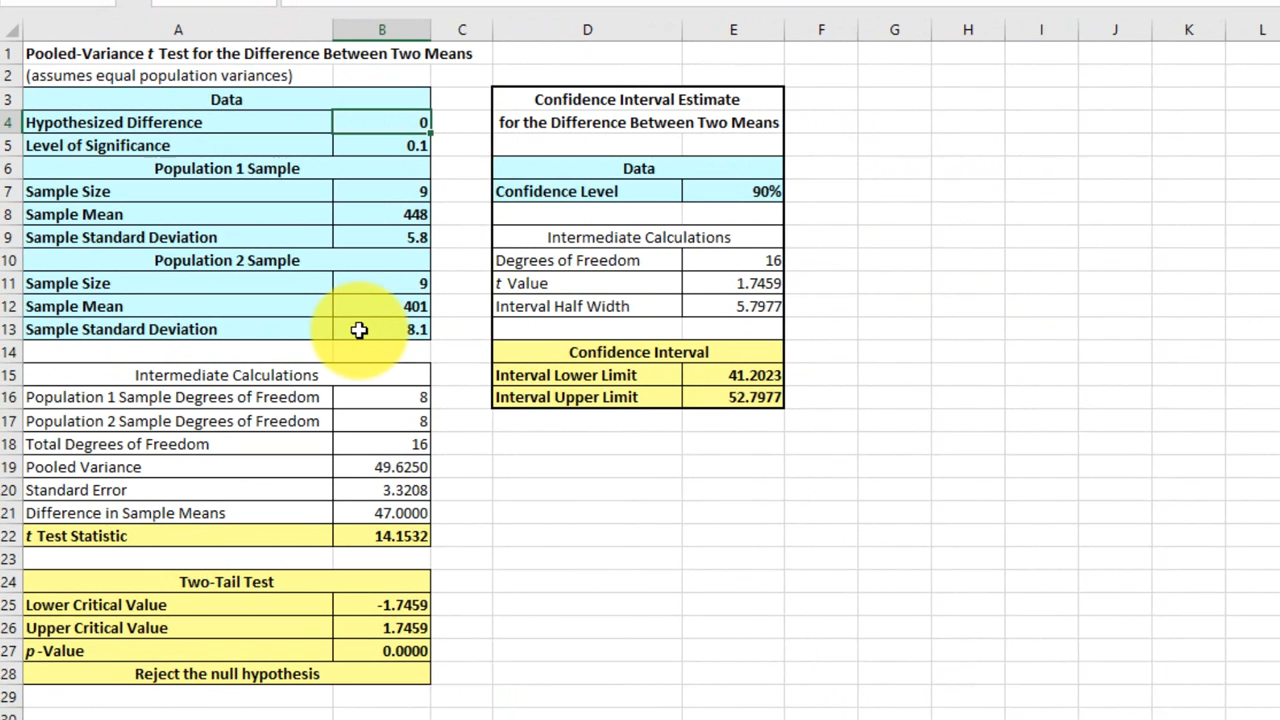 A B C D E F G H I J K L
1 Pooled-Variance t Test for the Difference Between Two Means
2 (assumes equal population variances)
3 Data Confidence Interval Estimate
4 Hypothesized Difference 0 for the Difference Between Two Means
5 Level of Significance 0.1
6 Population 1 Sample Data
7 Sample Size 9 Confidence Level 90%
8 Sample Mean 448
9 Sample Standard Deviation 5.8 Intermediate Calculations
10 Population 2 Sample Degrees of Freedom 16
11 Sample Size 9 t Value 1.7459
12 Sample Mean 401 Interval Half Width 5.7977
13 Sample Standard Deviation 8.1
14 Confidence Interval
15 Intermediate Calculations Interval Lower Limit 41.2023
16 Population 1 Sample Degrees of Freedom 8 Interval Upper Limit 52.7977
17 Population 2 Sample Degrees of Freedom 8
18 Total Degrees of Freedom 16
19 Pooled Variance 49.6250
20 Standard Error 3.3208
21 Difference in Sample Means 47.0000
22 t Test Statistic 14.1532
23
24 Two-Tail Test
25 Lower Critical Value -1.7459
26 Upper Critical Value 1.7459
27 p-Value 0.0000
28 Reject the null hypothesis
29
30